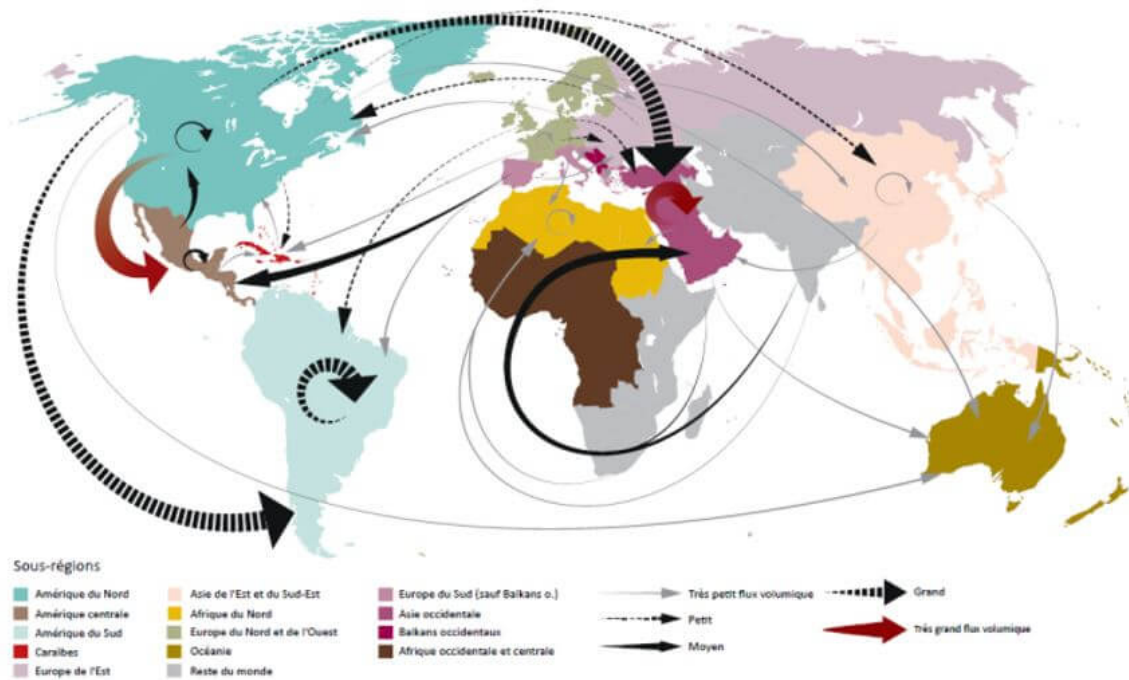 Sous-régions
Amérique du Nord
Amérique centrale
Amérique du Sud
Caraïbes
Europe de l'Est
Asie de l'Est et du Sud-Est
Afrique du Nord
Europe du Nord et de l'Ouest
Océanie
Reste du monde
Europe du Sud (sauf Balkans o.)
Asie occidentale
Balkans occidentaux
Afrique occidentale et centrale
Très petit flux volumique
Petit
Moyen
Grand
Très grand flux volumique